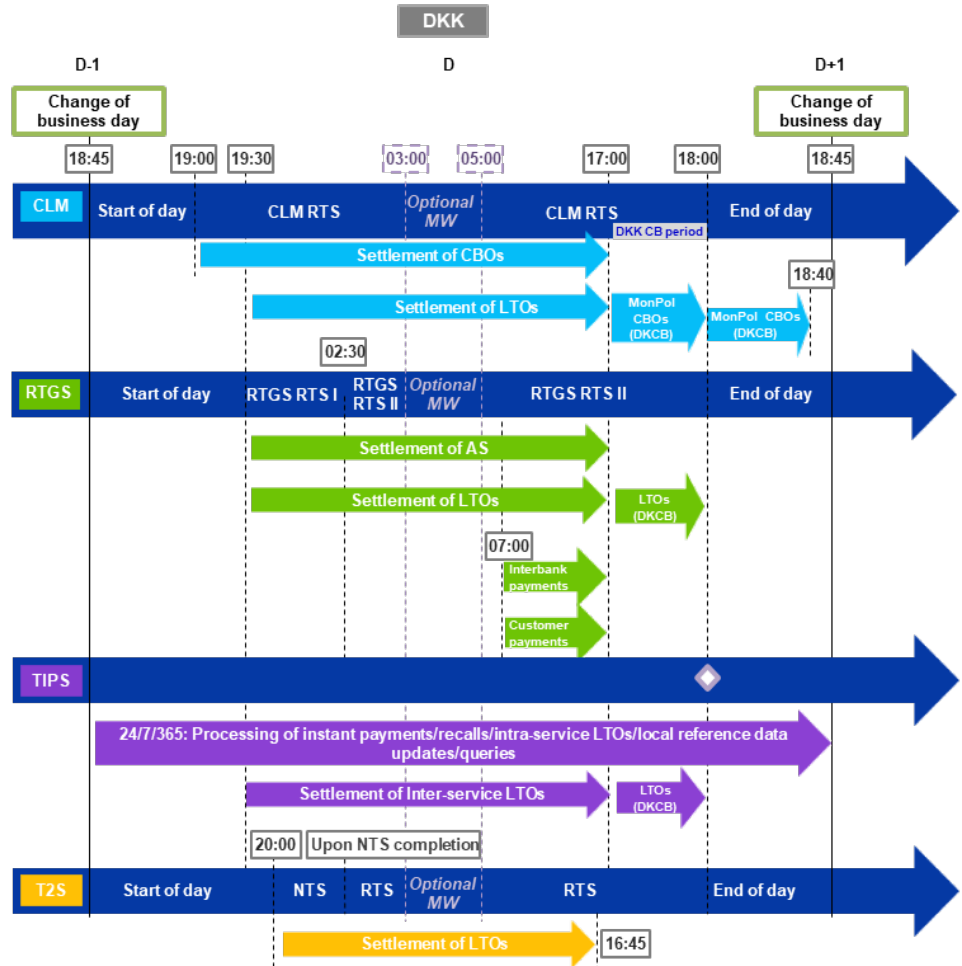 DKK
D-1
D
D+1
Change of
business day
Change of
business day
18:45
19:00
19:30
03:00
05:00
17:00
18:00
18:45
CLM
Start of day
CLM RTS
Optional
MW
CLM RTS
End of day
DKK CB period
Settlement of CBOs
18:40
Settlement of LTOs
MonPol
CBOs
(DKCB)
MonPol CBOs
(DKCB)
02:30
RTGS
Start of day
RTGS RTS I
RTGS
RTS II
Optional
MW
RTGS RTS II
End of day
Settlement of AS
Settlement of LTOs
LTOs
(DKCB)
07:00
Interbank
payments
Customer
payments
TIPS
24/7/365: Processing of instant payments/recalls/intra-service LTOs/local reference data
updates/queries
Settlement of Inter-service LTOs
LTOs
(DKCB)
20:00
Upon NTS completion
T2S
Start of day
NTS
RTS
Optional
MW
RTS
End of day
Settlement of LTOs
16:45